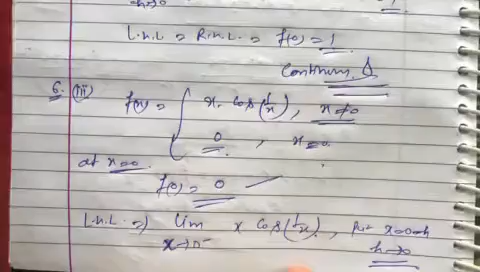 h→0
L.H.L = R.H.L = f(0) = 1
Continuous
6. (iii) f(x) = { x. cos(1/x), x≠0
0, x=0
at x=0
f(0) = 0
L.H.L ⇒ lim x→0⁻ x cos(1/x), Put x=0-h
h→0